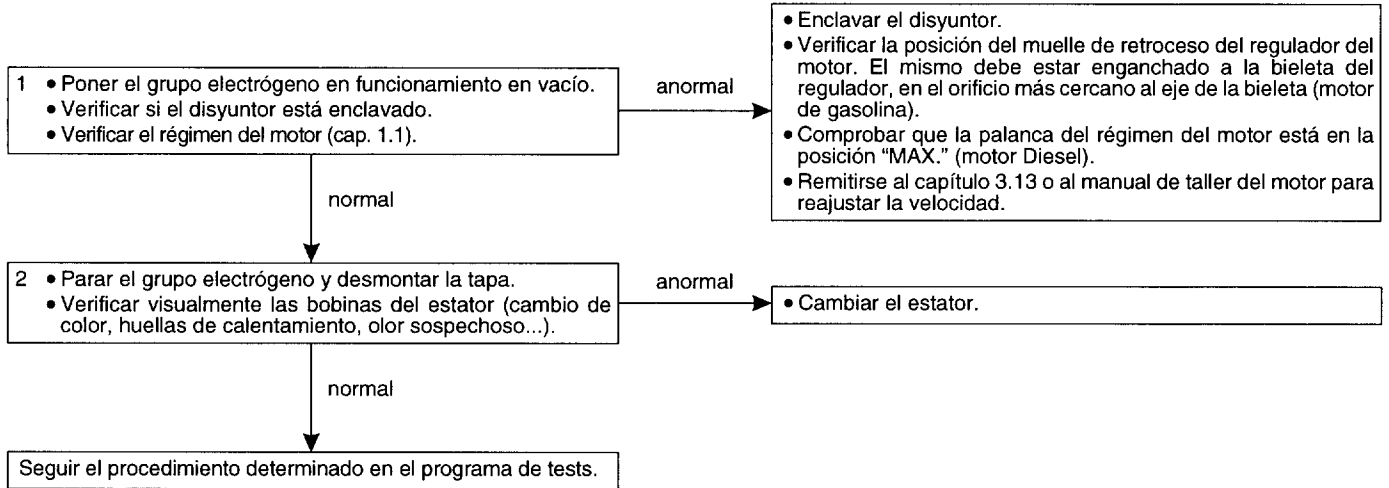 1 • Poner el grupo electrógeno en funcionamiento en vacío.
• Verificar si el disyuntor está enclavado.
• Verificar el régimen del motor (cap. 1.1).
anormal
• Enclavar el disyuntor.
• Verificar la posición del muelle de retroceso del regulador del
motor. El mismo debe estar enganchado a la bieleta del
regulador, en el orificio más cercano al eje de la bieleta (motor
de gasolina).
• Comprobar que la palanca del régimen del motor está en la
posición “MAX.” (motor Diesel).
• Remitirse al capítulo 3.13 o al manual de taller del motor para
reajustar la velocidad.
normal
2 • Parar el grupo electrógeno y desmontar la tapa.
• Verificar visualmente las bobinas del estator (cambio de
color, huellas de calentamiento, olor sospechoso...).
anormal
• Cambiar el estator.
normal
Seguir el procedimiento determinado en el programa de tests.